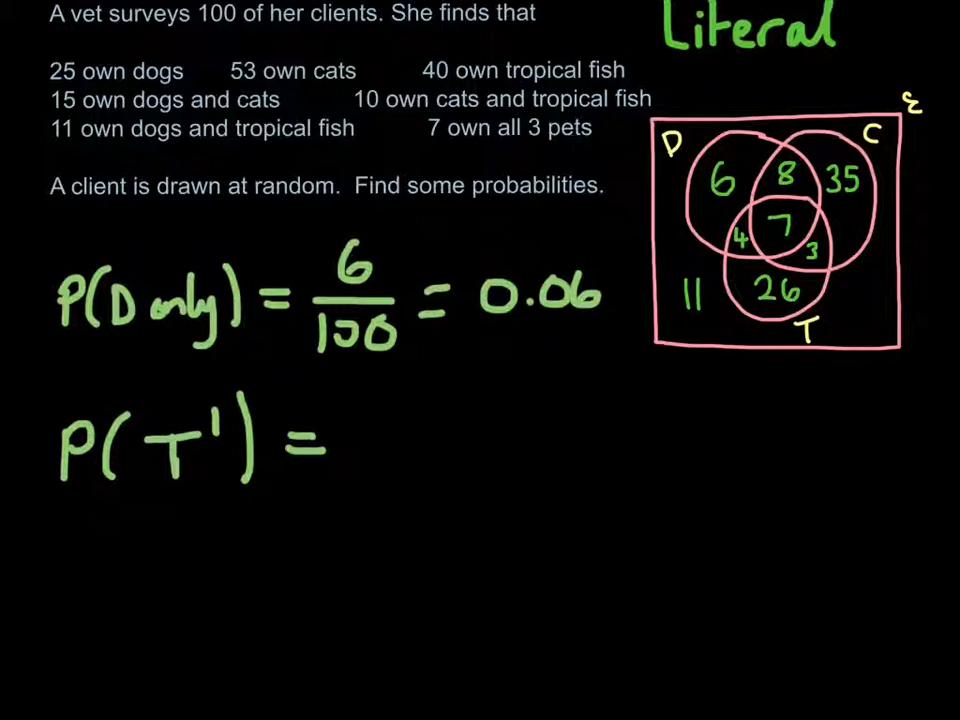 A vet surveys 100 of her clients. She finds that
Literal
25 own dogs 53 own cats 40 own tropical fish
15 own dogs and cats 10 own cats and tropical fish
11 own dogs and tropical fish 7 own all 3 pets
A client is drawn at random. Find some probabilities.
ε
D C
6 8 35
7
4 3
11 26
T
P(D only) = 6/100 = 0.06
P(T') =